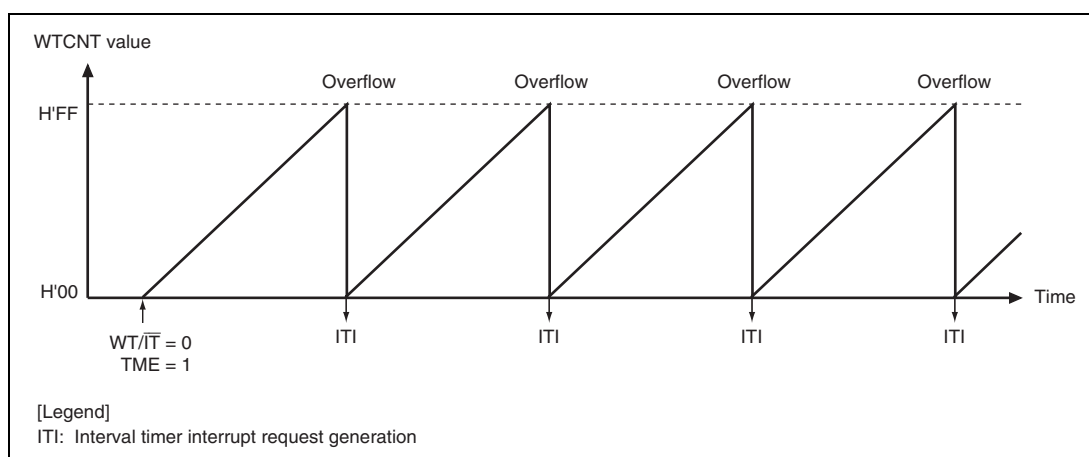 WTCNT value
Overflow Overflow Overflow Overflow
H'FF
H'00
Time
WT/I̅T̅ = 0
TME = 1
ITI ITI ITI ITI
[Legend]
ITI: Interval timer interrupt request generation